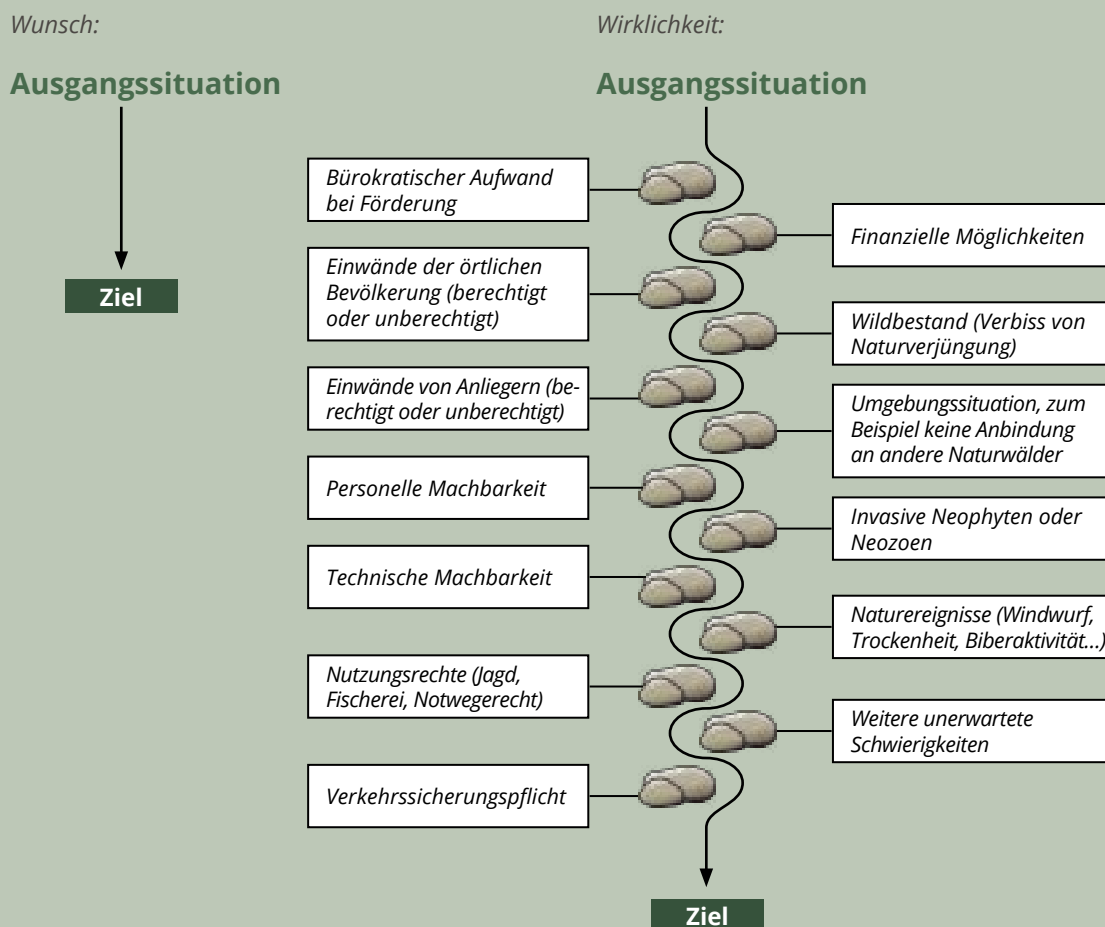 Wunsch:
Ausgangssituation
Ziel
Wirklichkeit:
Ausgangssituation
Bürokratischer Aufwand
bei Förderung
Finanzielle Möglichkeiten
Einwände der örtlichen
Bevölkerung (berechtigt
oder unberechtigt)
Wildbestand (Verbiss von
Naturverjüngung)
Einwände von Anliegern (be-
rechtigt oder unberechtigt)
Umgebungssituation, zum
Beispiel keine Anbindung
an andere Naturwälder
Personelle Machbarkeit
Invasive Neophyten oder
Neozoen
Technische Machbarkeit
Naturereignisse (Windwurf,
Trockenheit, Biberaktivität...)
Nutzungsrechte (Jagd,
Fischerei, Notwegerecht)
Weitere unerwartete
Schwierigkeiten
Verkehrssicherungspflicht
Ziel